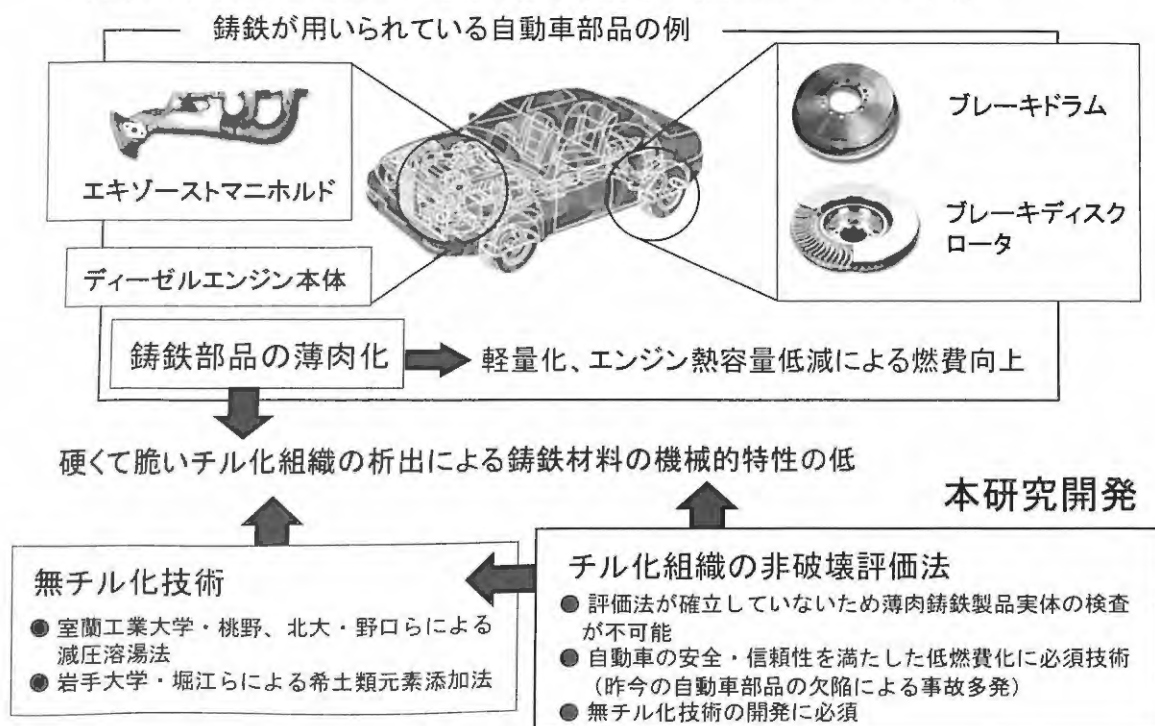 鋳鉄が用いられている自動車部品の例
エキゾーストマニホルド
ディーゼルエンジン本体
ブレーキドラム
ブレーキディスク
ロータ
鋳鉄部品の薄肉化
軽量化、エンジン熱容量低減による燃費向上
硬くて脆いチル化組織の析出による鋳鉄材料の機械的特性の低
本研究開発
無チル化技術
● 室蘭工業大学・桃野、北大・野口らによる
減圧溶湯法
● 岩手大学・堀江らによる希土類元素添加法
チル化組織の非破壊評価法
● 評価法が確立していないため薄肉鋳鉄製品実体の検査
が不可能
● 自動車の安全・信頼性を満たした低燃費化に必須技術
（昨今の自動車部品の欠陥による事故多発）
● 無チル化技術の開発に必須